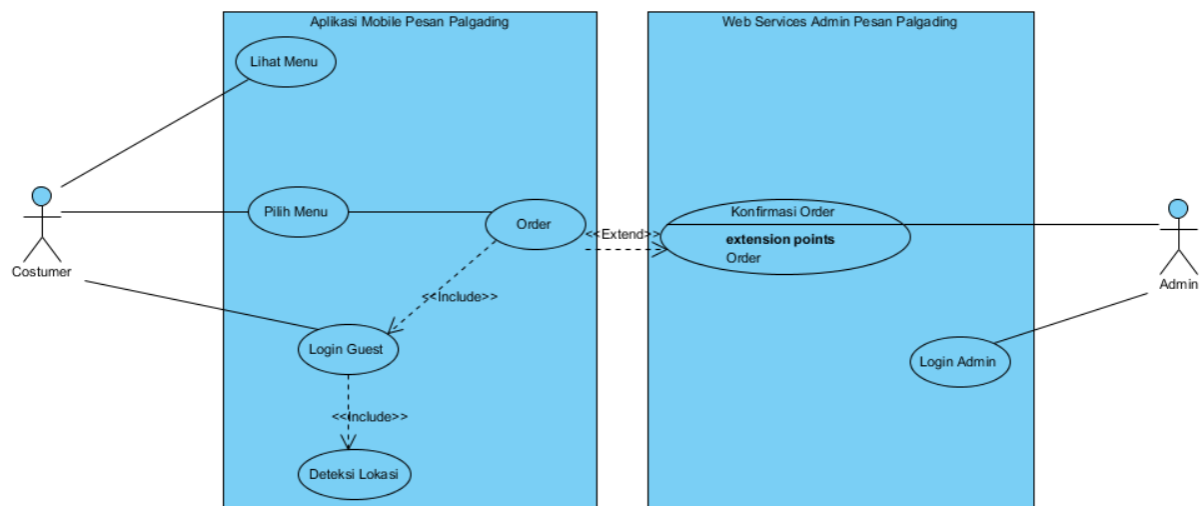 Aplikasi Mobile Pesan Palgading
Web Services Admin Pesan Palgading
Lihat Menu
Pilih Menu
Order
<<Extend>>
Konfirmasi Order
extension points
Order
Costumer
Admin
<<Include>>
Login Guest
Login Admin
<<Include>>
Deteksi Lokasi